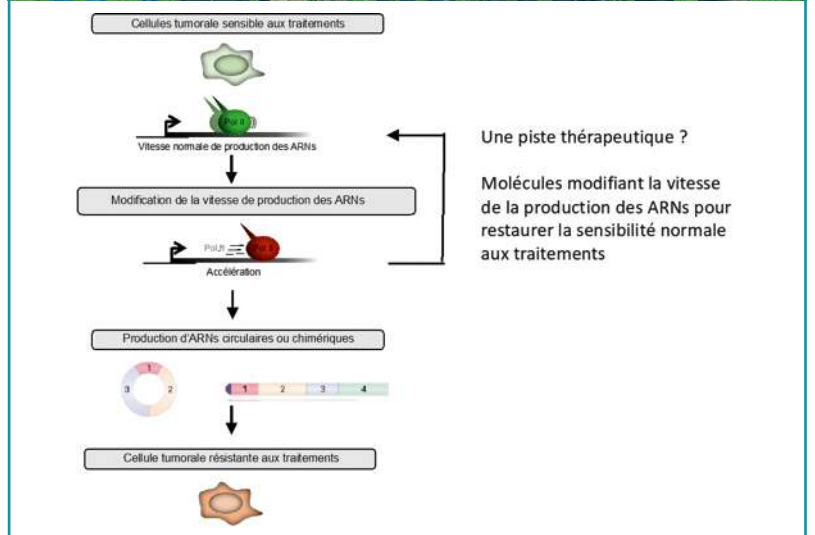 Cellules tumorale sensible aux traitements
Pol II
Vitesse normale de production des ARNs
Modification de la vitesse de production des ARNs
Pol II
Pol II
Accélération
Production d'ARNs circulaires ou chimériques
1
3
2
1 2 3 4
Cellule tumorale résistante aux traitements
Une piste thérapeutique ?
Molécules modifiant la vitesse
de la production des ARNs pour
restaurer la sensibilité normale
aux traitements